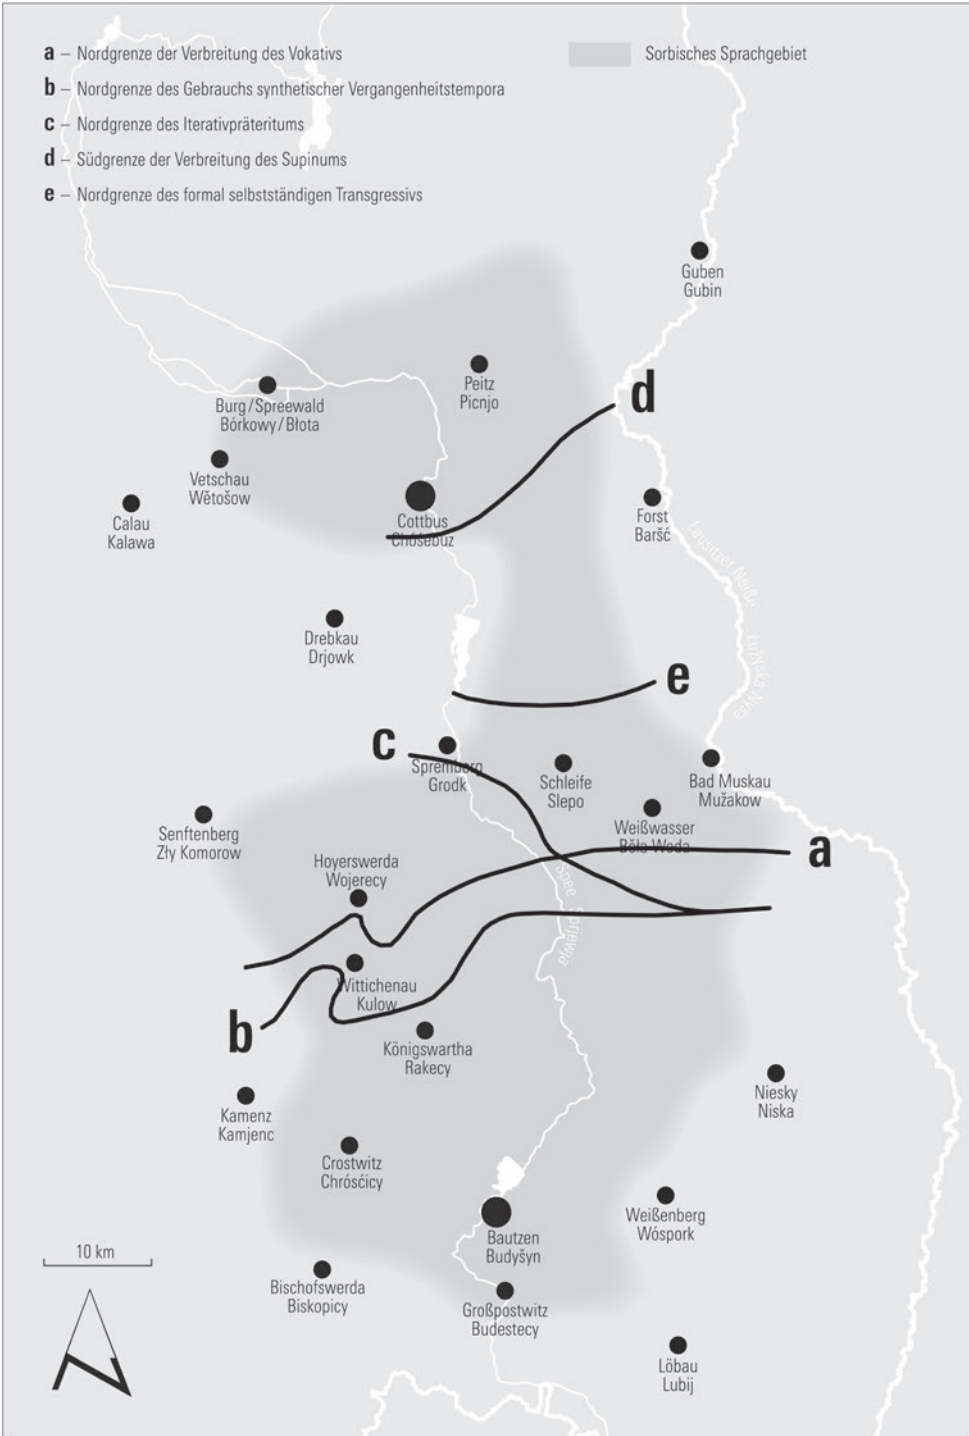 a – Nordgrenze der Verbreitung des Vokativs
b – Nordgrenze des Gebrauchs synthetischer Vergangenheitstempora
c – Nordgrenze des Iterativpräteritums
d – Südgrenze der Verbreitung des Supinums
e – Nordgrenze des formal selbstständigen Transgressivs
Sorbisches Sprachgebiet
Guben
Gubin
Peitz
Picnjo
d
Burg/Spreewald
Bórkowy/Błota
Vetschau
Wětošow
Calau
Kalawa
Cottbus
Chóśebuz
Forst
Baršć
Lausitzer Neiße
Łužyska Nysa
Drebkau
Drjowk
e
c
Spremberg
Grodk
Schleife
Slepo
Bad Muskau
Mužakow
Senftenberg
Zły Komorow
Weißwasser
Běła Woda
a
Hoyerswerda
Wojerecy
Spee Sprjewja
Wittichenau
Kulow
b
Königswartha
Rakecy
Niesky
Niska
Kamenz
Kamjenc
Crostwitz
Chrósćicy
Weißenberg
Wóspork
Bautzen
Budyšyn
10 km
Bischofswerda
Biskopicy
Großpostwitz
Budestecy
Löbau
Lubij